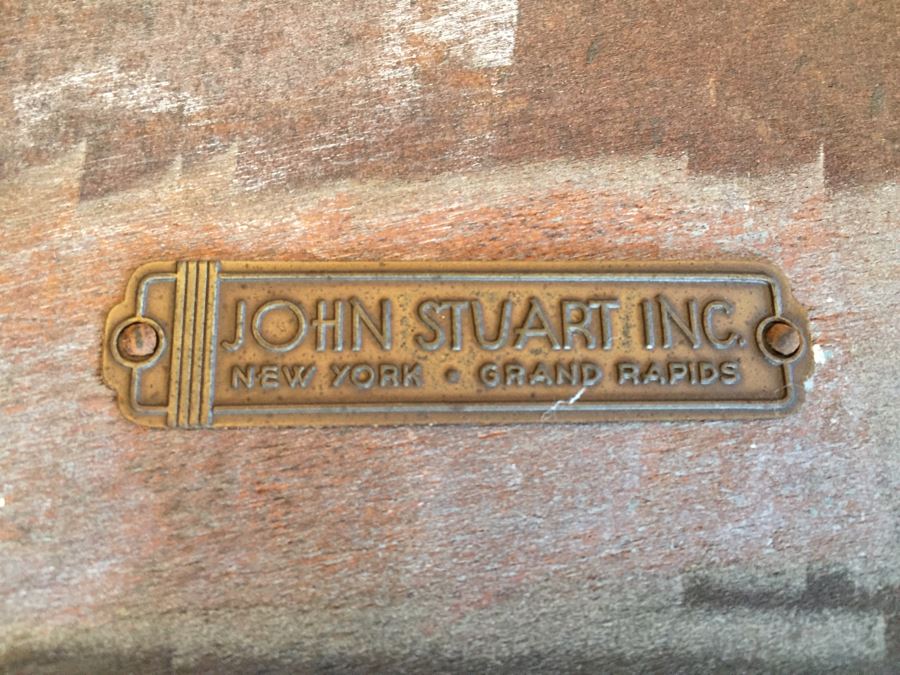 JOHN STUART INC.
NEW YORK • GRAND RAPIDS